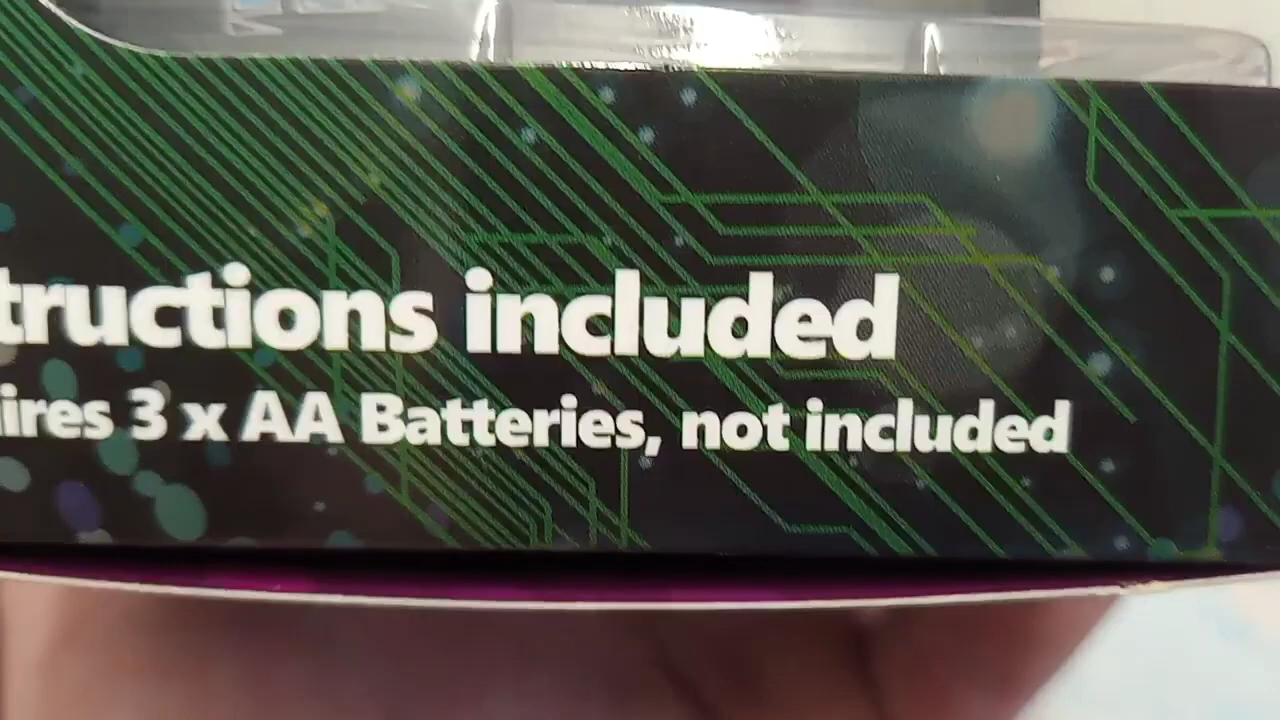 tructions included
ires 3 x AA Batteries, not included